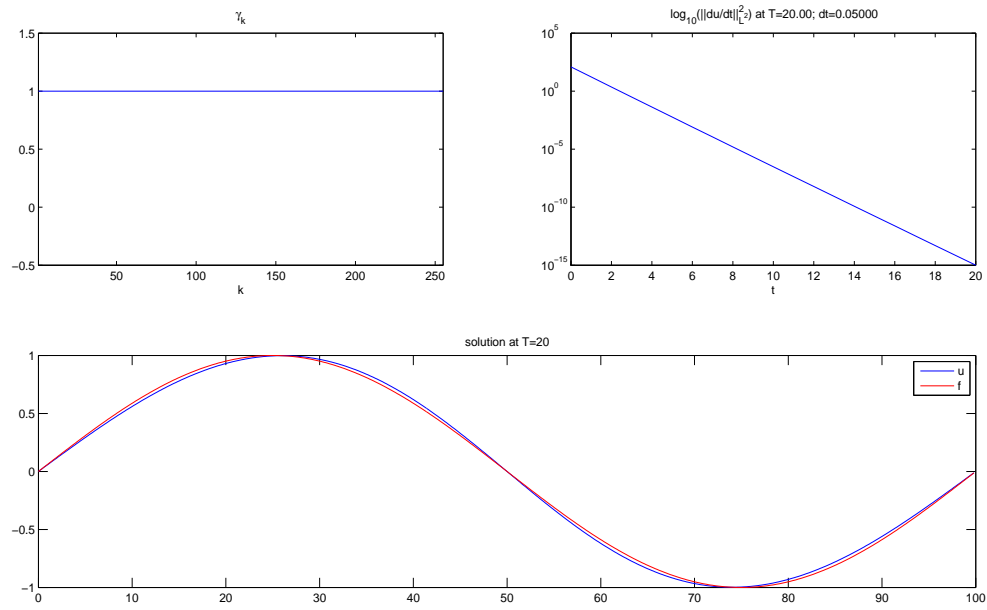 γk
1.5
1
0.5
0
−0.5
50 100 150 200 250
k
log10(||du/dt||L2^2) at T=20.00; dt=0.05000
10^5
10^0
10^−5
10^−10
10^−15
0 2 4 6 8 10 12 14 16 18 20
t
solution at T=20
1
0.5
0
−0.5
−1
0 10 20 30 40 50 60 70 80 90 100
u
f